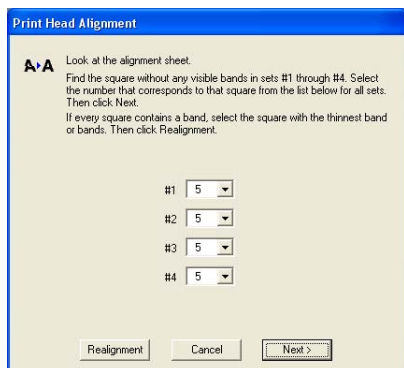 Print Head Alignment
A A
Look at the alignment sheet.
Find the square without any visible bands in sets #1 through #4. Select
the number that corresponds to that square from the list below for all sets.
Then click Next.
If every square contains a band, select the square with the thinnest band
or bands. Then click Realignment.
#1 5
#2 5
#3 5
#4 5
Realignment Cancel Next >